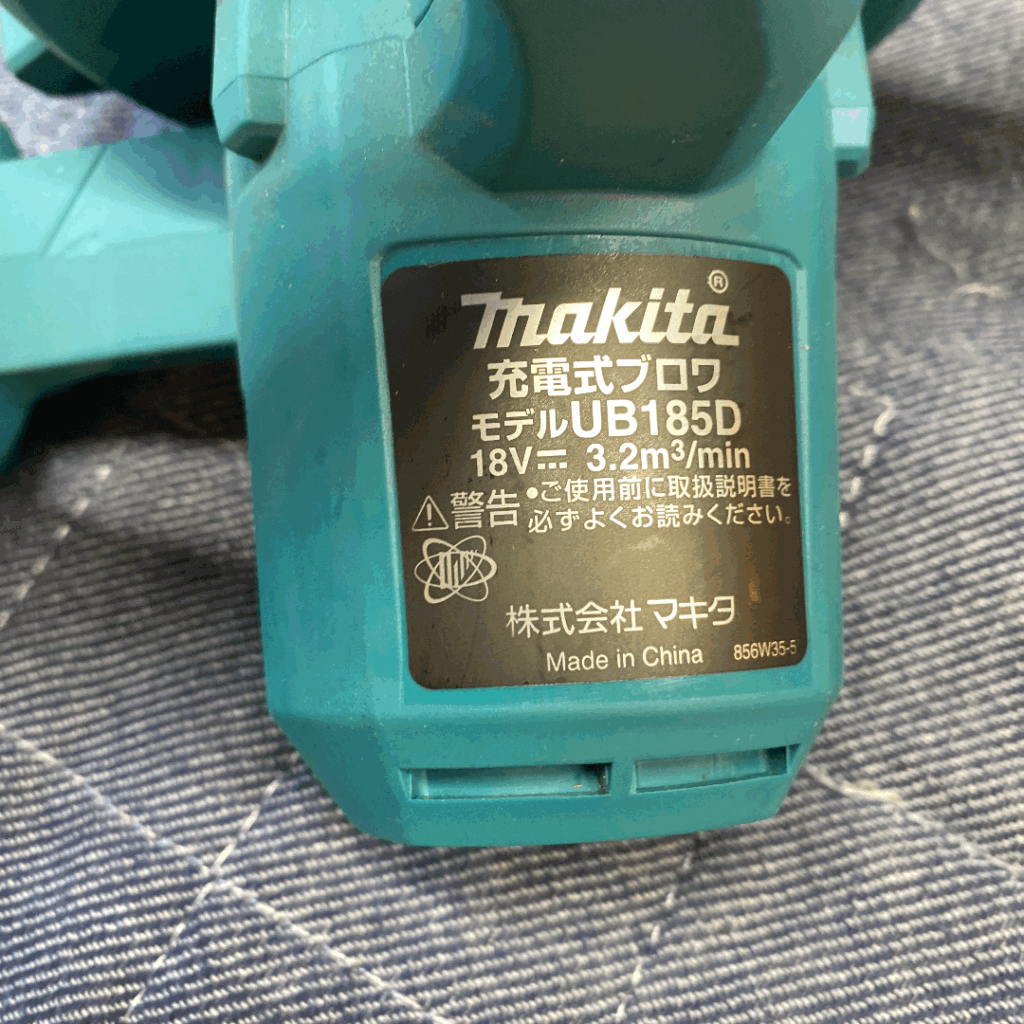 makita®
充電式ブロワ
モデルUB185D
18V⎓ 3.2m³/min
⚠警告 •ご使用前に取扱説明書を
必ずよくお読みください。
株式会社マキタ
Made in China 856W35-5